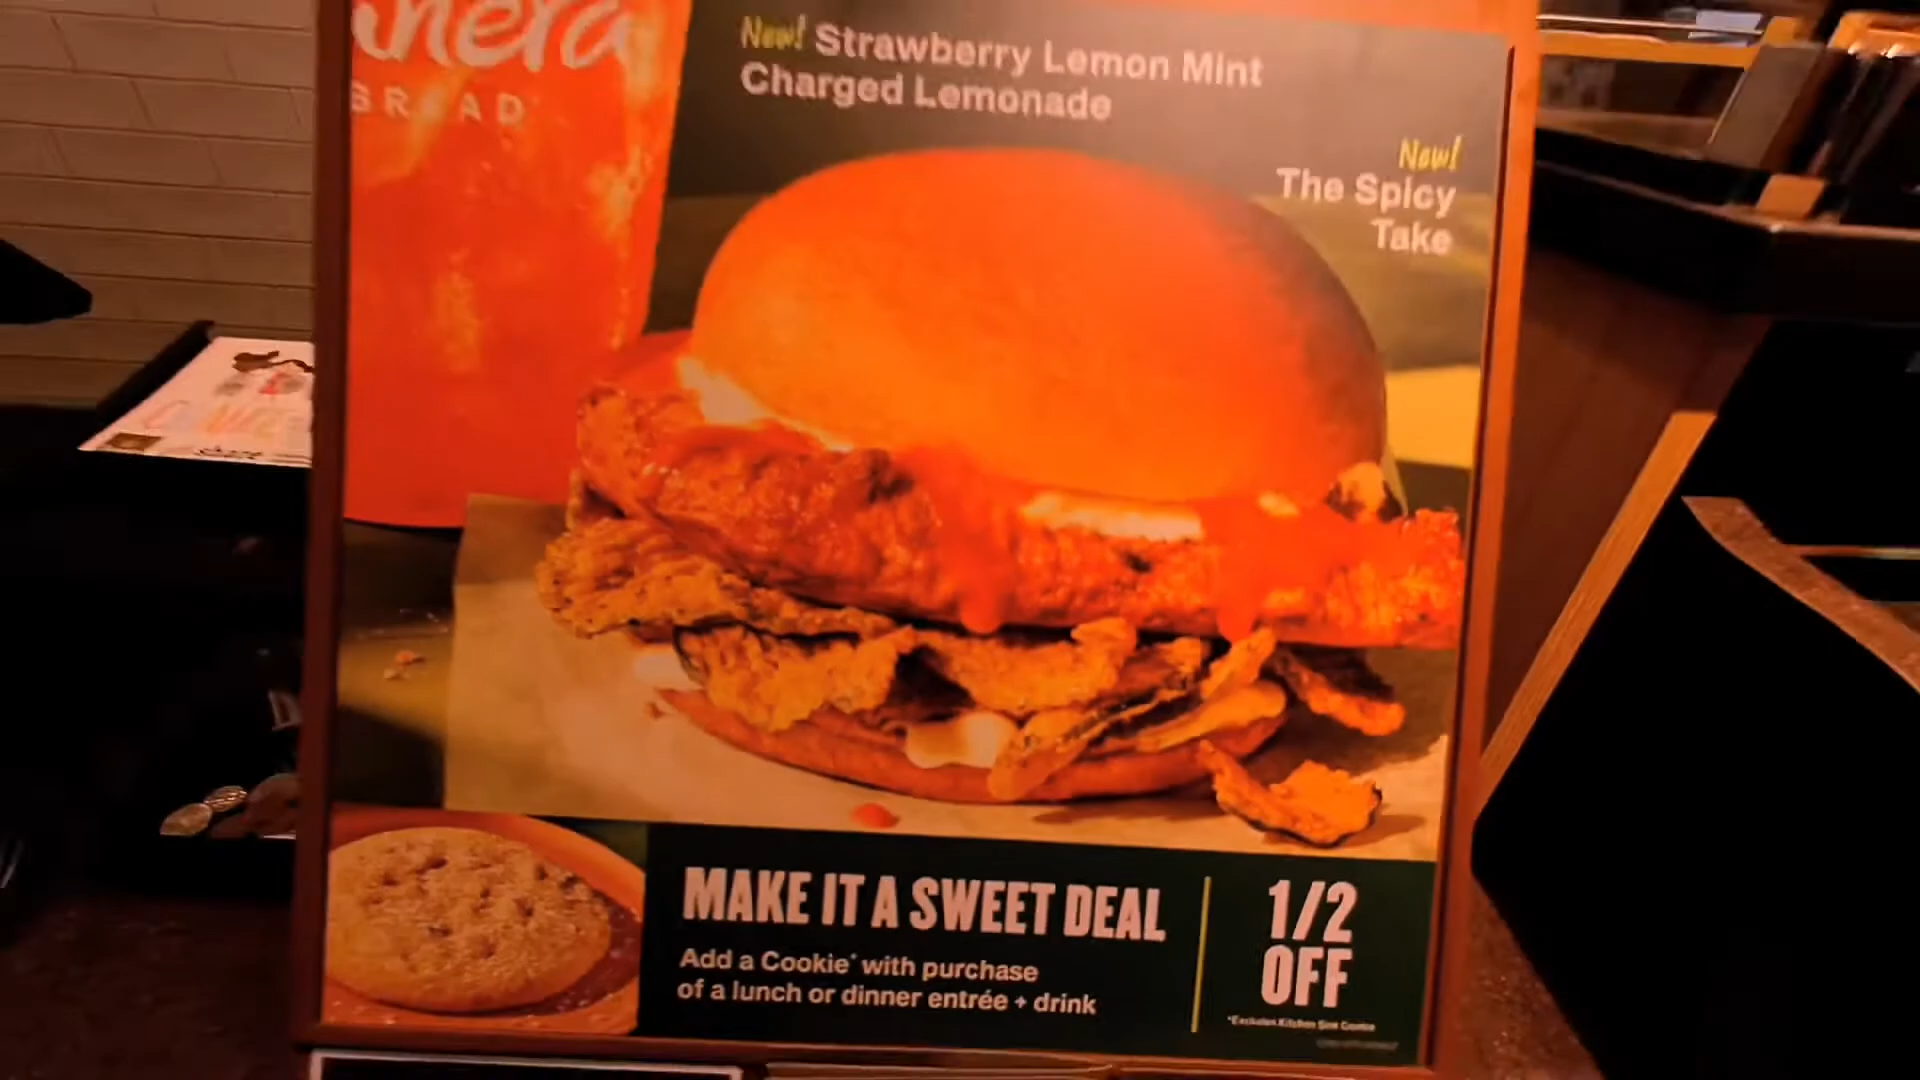 nera
BREAD
New! Strawberry Lemon Mint
Charged Lemonade
New!
The Spicy
Take
MAKE IT A SWEET DEAL
Add a Cookie* with purchase
of a lunch or dinner entrée + drink
1/2
OFF
*Excludes Kitchen Sink Cookie